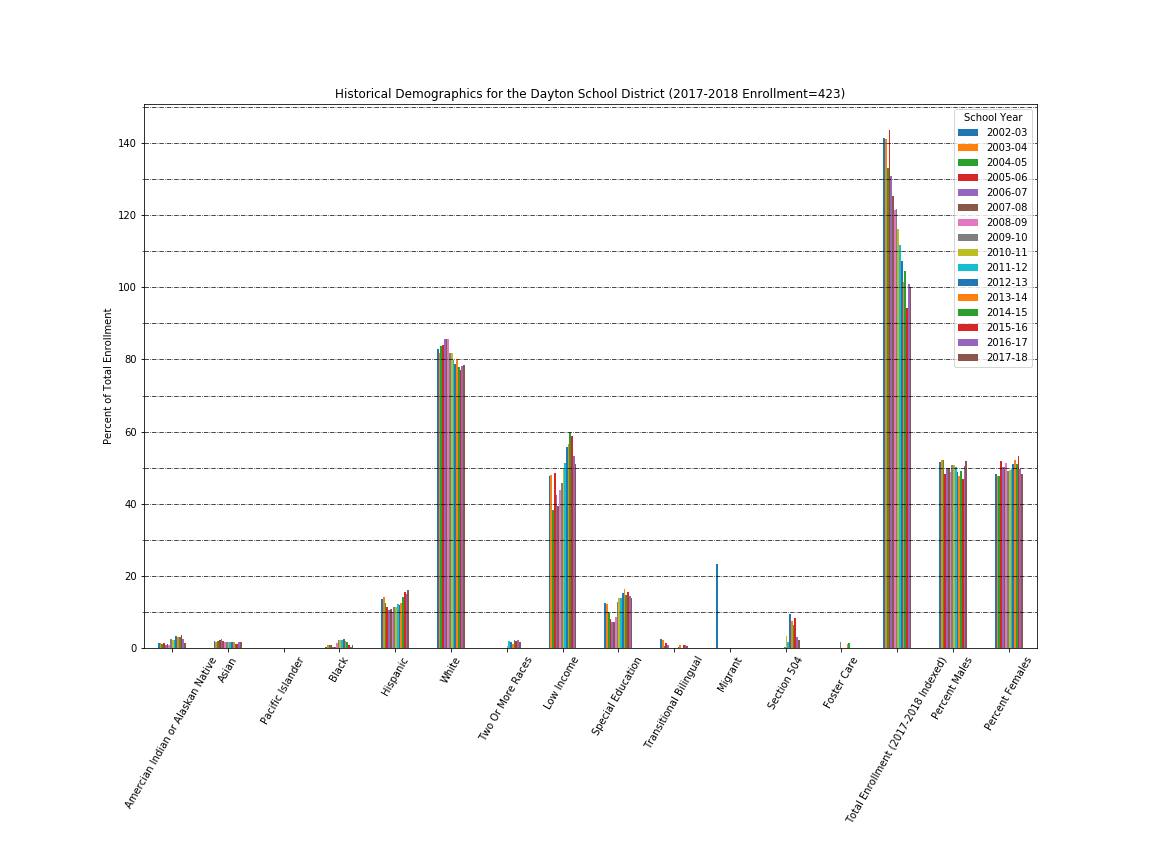 Historical Demographics for the Dayton School District (2017-2018 Enrollment=423)
Percent of Total Enrollment
140
120
100
80
60
40
20
0
School Year
2002-03
2003-04
2004-05
2005-06
2006-07
2007-08
2008-09
2009-10
2010-11
2011-12
2012-13
2013-14
2014-15
2015-16
2016-17
2017-18
Amercian Indian or Alaskan Native
Asian
Pacific Islander
Black
Hispanic
White
Two Or More Races
Low Income
Special Education
Transitional Bilingual
Migrant
Section 504
Foster Care
Total Enrollment (2017-2018 Indexed)
Percent Males
Percent Females